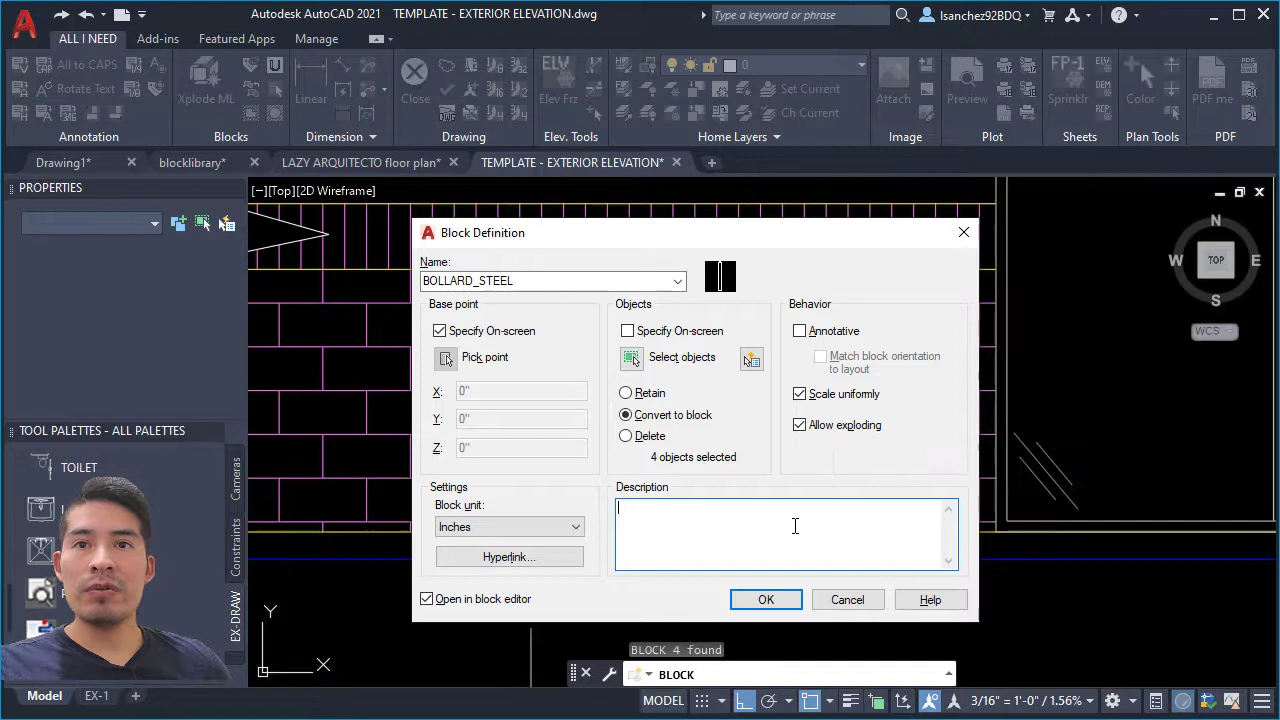 Autodesk AutoCAD 2021 TEMPLATE - EXTERIOR ELEVATION.dwg
Type a keyword or phrase
lsanchez92BDQ
ALL I NEED Add-ins Featured Apps Manage
All to CAPS
Rotate Text
Xplode ML
Linear
Close
Elev Frz
0
Set Current
Ch Current
Attach
Preview
FP-1
Sprinklr
Color
PDF me
ELV
PDF
Annotation Blocks Dimension Drawing Elev. Tools Home Layers Image Plot Sheets Plan Tools PDF
Drawing1* blocklibrary* LAZY ARQUITECTO floor plan* TEMPLATE - EXTERIOR ELEVATION*
PROPERTIES
[−][Top][2D Wireframe]
N
W TOP E
S
WCS
Block Definition
Name:
BOLLARD_STEEL
Base point
Specify On-screen
Pick point
X: 0"
Y: 0"
Z: 0"
Objects
Specify On-screen
Select objects
Retain
Convert to block
Delete
4 objects selected
Behavior
Annotative
Match block orientation
to layout
Scale uniformly
Allow exploding
Settings
Block unit:
Inches
Hyperlink...
Description
Open in block editor
OK Cancel Help
TOOL PALETTES - ALL PALETTES
TOILET
Cameras
Constraints
EX-DRAW
Y
X
BLOCK 4 found
BLOCK
Model EX-1
MODEL 3/16" = 1'-0" / 1.56%